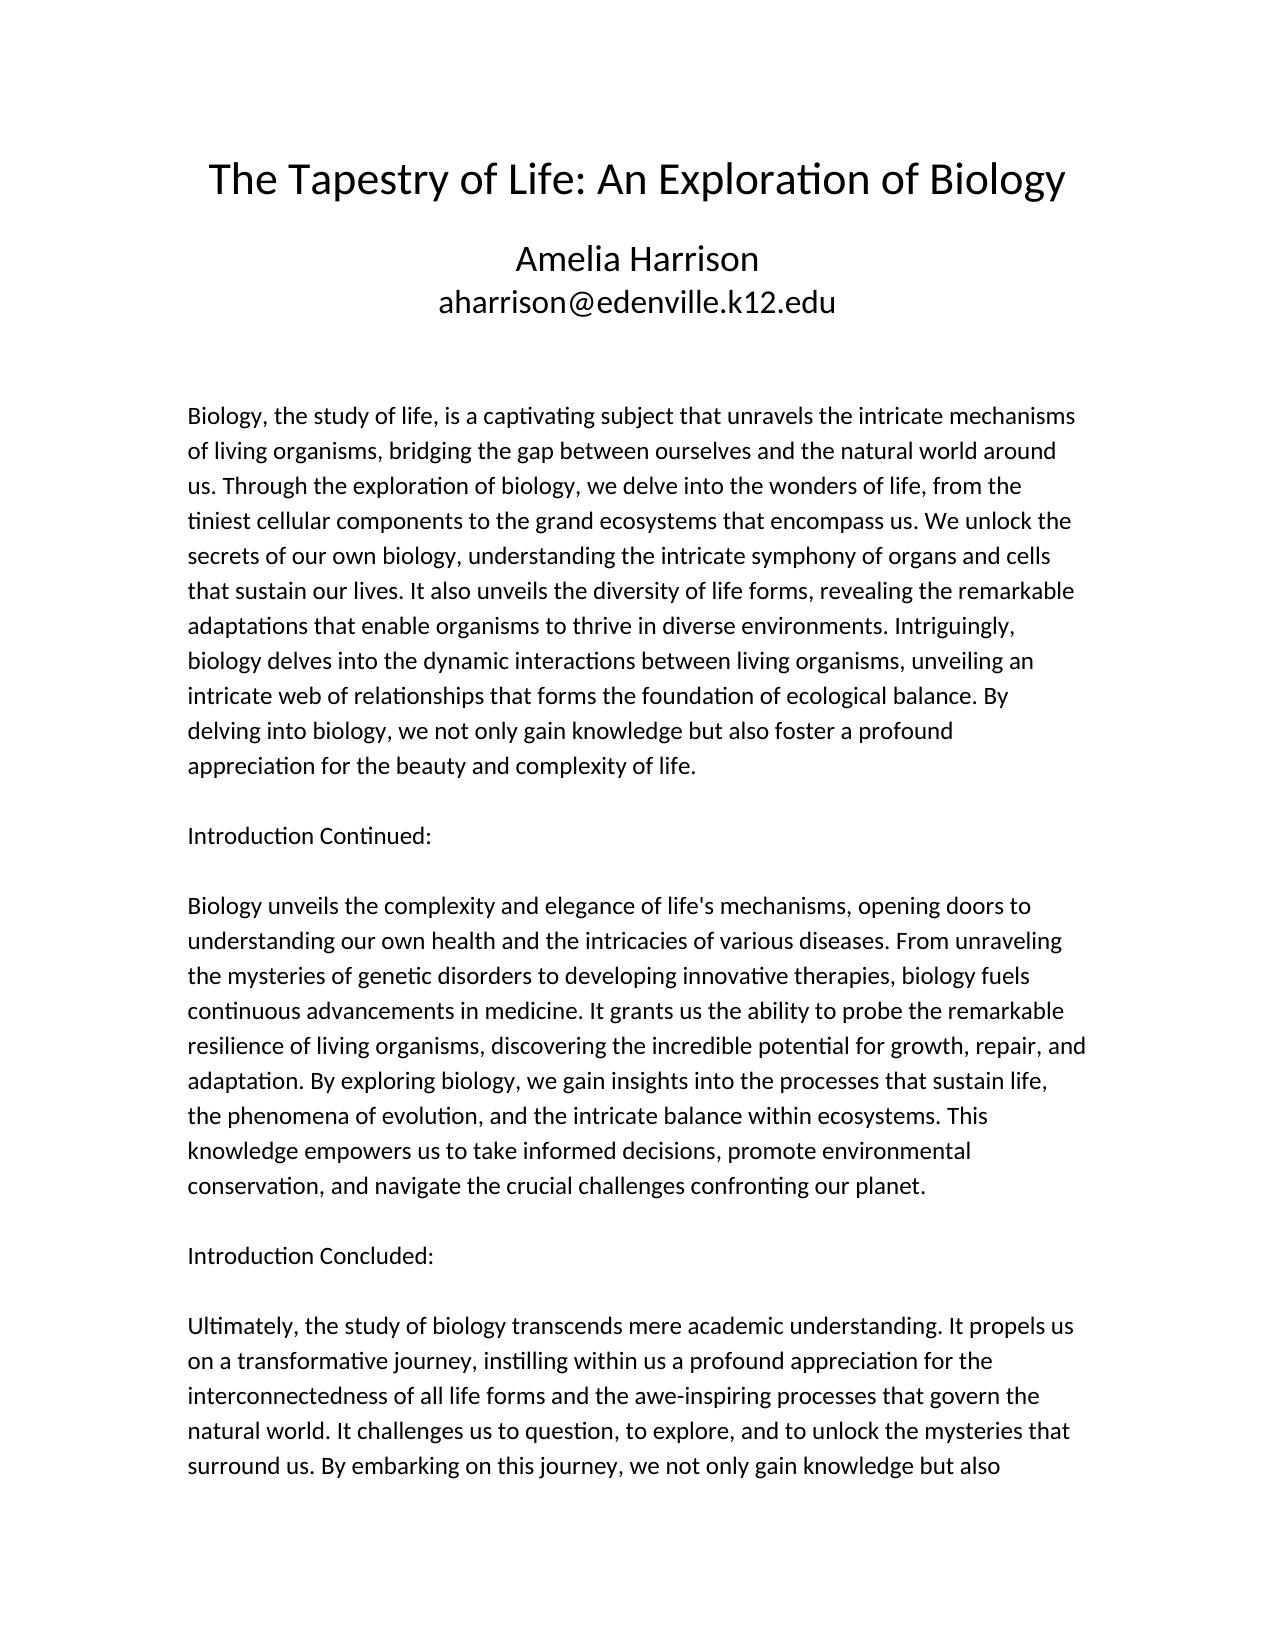 The Tapestry of Life: An Exploration of Biology
Amelia Harrison
aharrison@edenville.k12.edu
Biology, the study of life, is a captivating subject that unravels the intricate mechanisms
of living organisms, bridging the gap between ourselves and the natural world around
us. Through the exploration of biology, we delve into the wonders of life, from the
tiniest cellular components to the grand ecosystems that encompass us. We unlock the
secrets of our own biology, understanding the intricate symphony of organs and cells
that sustain our lives. It also unveils the diversity of life forms, revealing the remarkable
adaptations that enable organisms to thrive in diverse environments. Intriguingly,
biology delves into the dynamic interactions between living organisms, unveiling an
intricate web of relationships that forms the foundation of ecological balance. By
delving into biology, we not only gain knowledge but also foster a profound
appreciation for the beauty and complexity of life.
Introduction Continued:
Biology unveils the complexity and elegance of life's mechanisms, opening doors to
understanding our own health and the intricacies of various diseases. From unraveling
the mysteries of genetic disorders to developing innovative therapies, biology fuels
continuous advancements in medicine. It grants us the ability to probe the remarkable
resilience of living organisms, discovering the incredible potential for growth, repair, and
adaptation. By exploring biology, we gain insights into the processes that sustain life,
the phenomena of evolution, and the intricate balance within ecosystems. This
knowledge empowers us to take informed decisions, promote environmental
conservation, and navigate the crucial challenges confronting our planet.
Introduction Concluded:
Ultimately, the study of biology transcends mere academic understanding. It propels us
on a transformative journey, instilling within us a profound appreciation for the
interconnectedness of all life forms and the awe-inspiring processes that govern the
natural world. It challenges us to question, to explore, and to unlock the mysteries that
surround us. By embarking on this journey, we not only gain knowledge but also